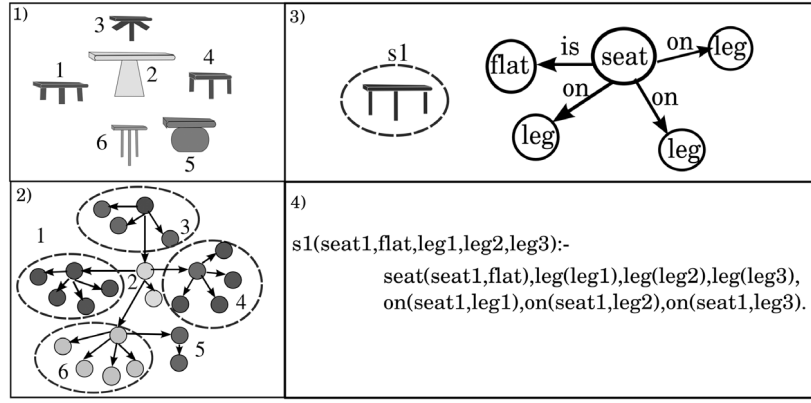 1)
3
1
2
4
6
5
2)
1
3
2
4
5
6
3)
s1
flat
is
seat
on
leg
on
on
leg
leg
4)
s1(seat1,flat,leg1,leg2,leg3):-
seat(seat1,flat),leg(leg1),leg(leg2),leg(leg3),
on(seat1,leg1),on(seat1,leg2),on(seat1,leg3).